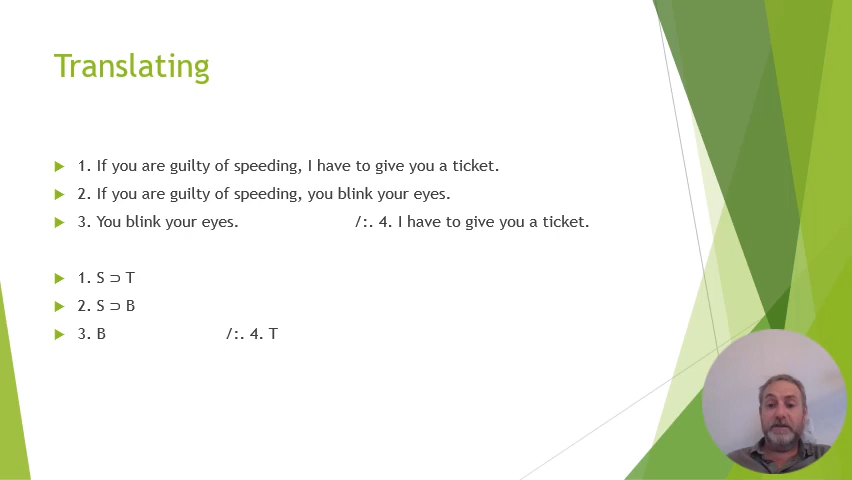 Translating
1. If you are guilty of speeding, I have to give you a ticket.
2. If you are guilty of speeding, you blink your eyes.
3. You blink your eyes. /:. 4. I have to give you a ticket.
1. S ⊃ T
2. S ⊃ B
3. B /:. 4. T